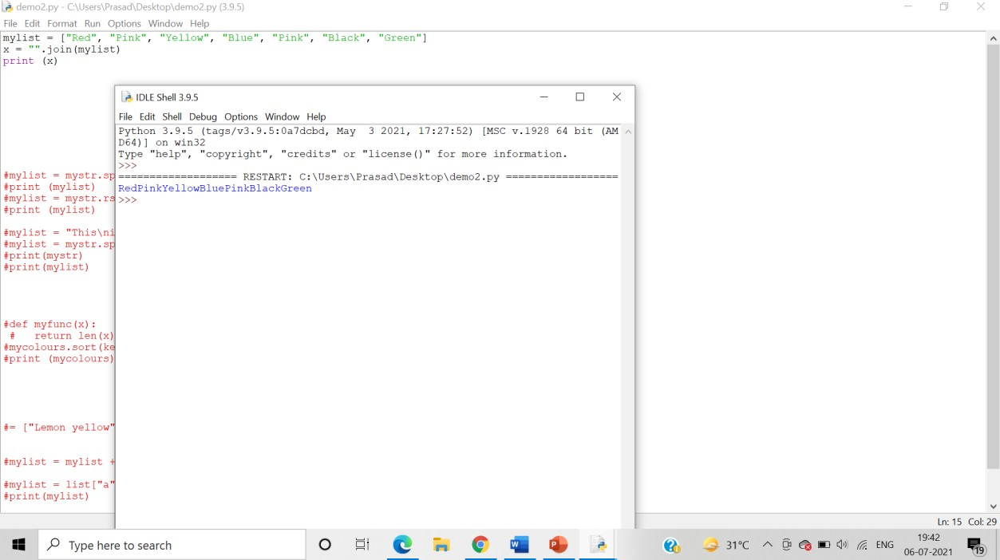 demo2.py - C:\Users\Prasad\Desktop\demo2.py (3.9.5)
File Edit Format Run Options Window Help
mylist = ["Red", "Pink", "Yellow", "Blue", "Pink", "Black", "Green"]
x = "".join(mylist)
print (x)
IDLE Shell 3.9.5
File Edit Shell Debug Options Window Help
Python 3.9.5 (tags/v3.9.5:0a7dcbd, May  3 2021, 17:27:52) [MSC v.1928 64 bit (AM
D64)] on win32
Type "help", "copyright", "credits" or "license()" for more information.
>>>
=================== RESTART: C:\Users\Prasad\Desktop\demo2.py ==================
RedPinkYellowBluePinkBlackGreen
>>>
#mylist = mystr.sp
#print (mylist)
#mylist = mystr.rs
#print (mylist)
#mylist = "This\ni
#mylist = mystr.sp
#print(mystr)
#print(mylist)
#def myfunc(x):
 #   return len(x)
#mycolours.sort(ke
#print (mycolours)
#= ["Lemon yellow"
#mylist = mylist +
#mylist = list["a"
#print(mylist)
Ln: 15 Col: 29
Type here to search
31°C
ENG
19:42
06-07-2021
19